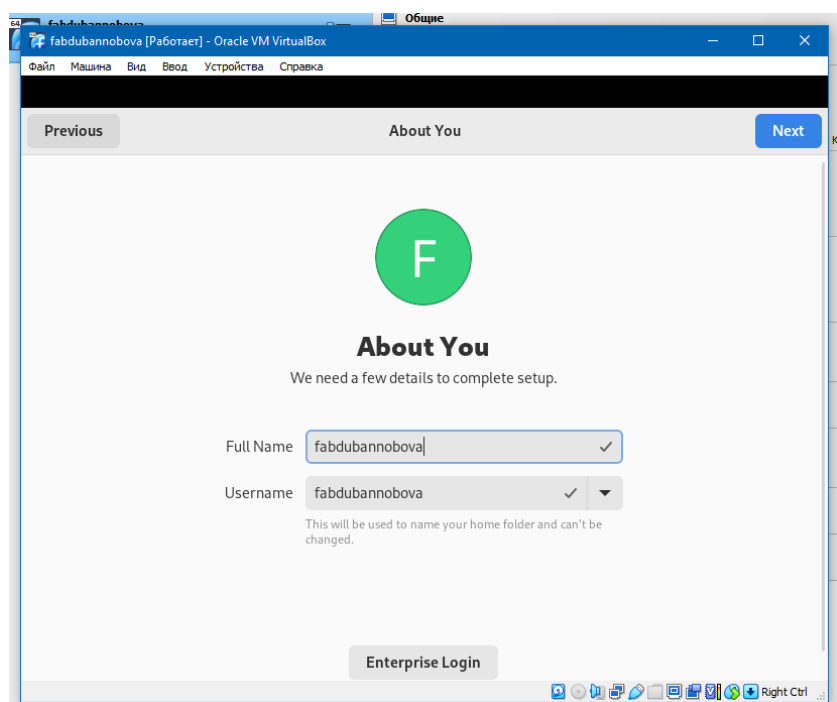 64
fabdubannobova
Общие
fabdubannobova [Работает] - Oracle VM VirtualBox
Файл Машина Вид Ввод Устройства Справка
Previous
About You
Next
F
About You
We need a few details to complete setup.
Full Name
fabdubannobova
Username
fabdubannobova
This will be used to name your home folder and can't be
changed.
Enterprise Login
Right Ctrl